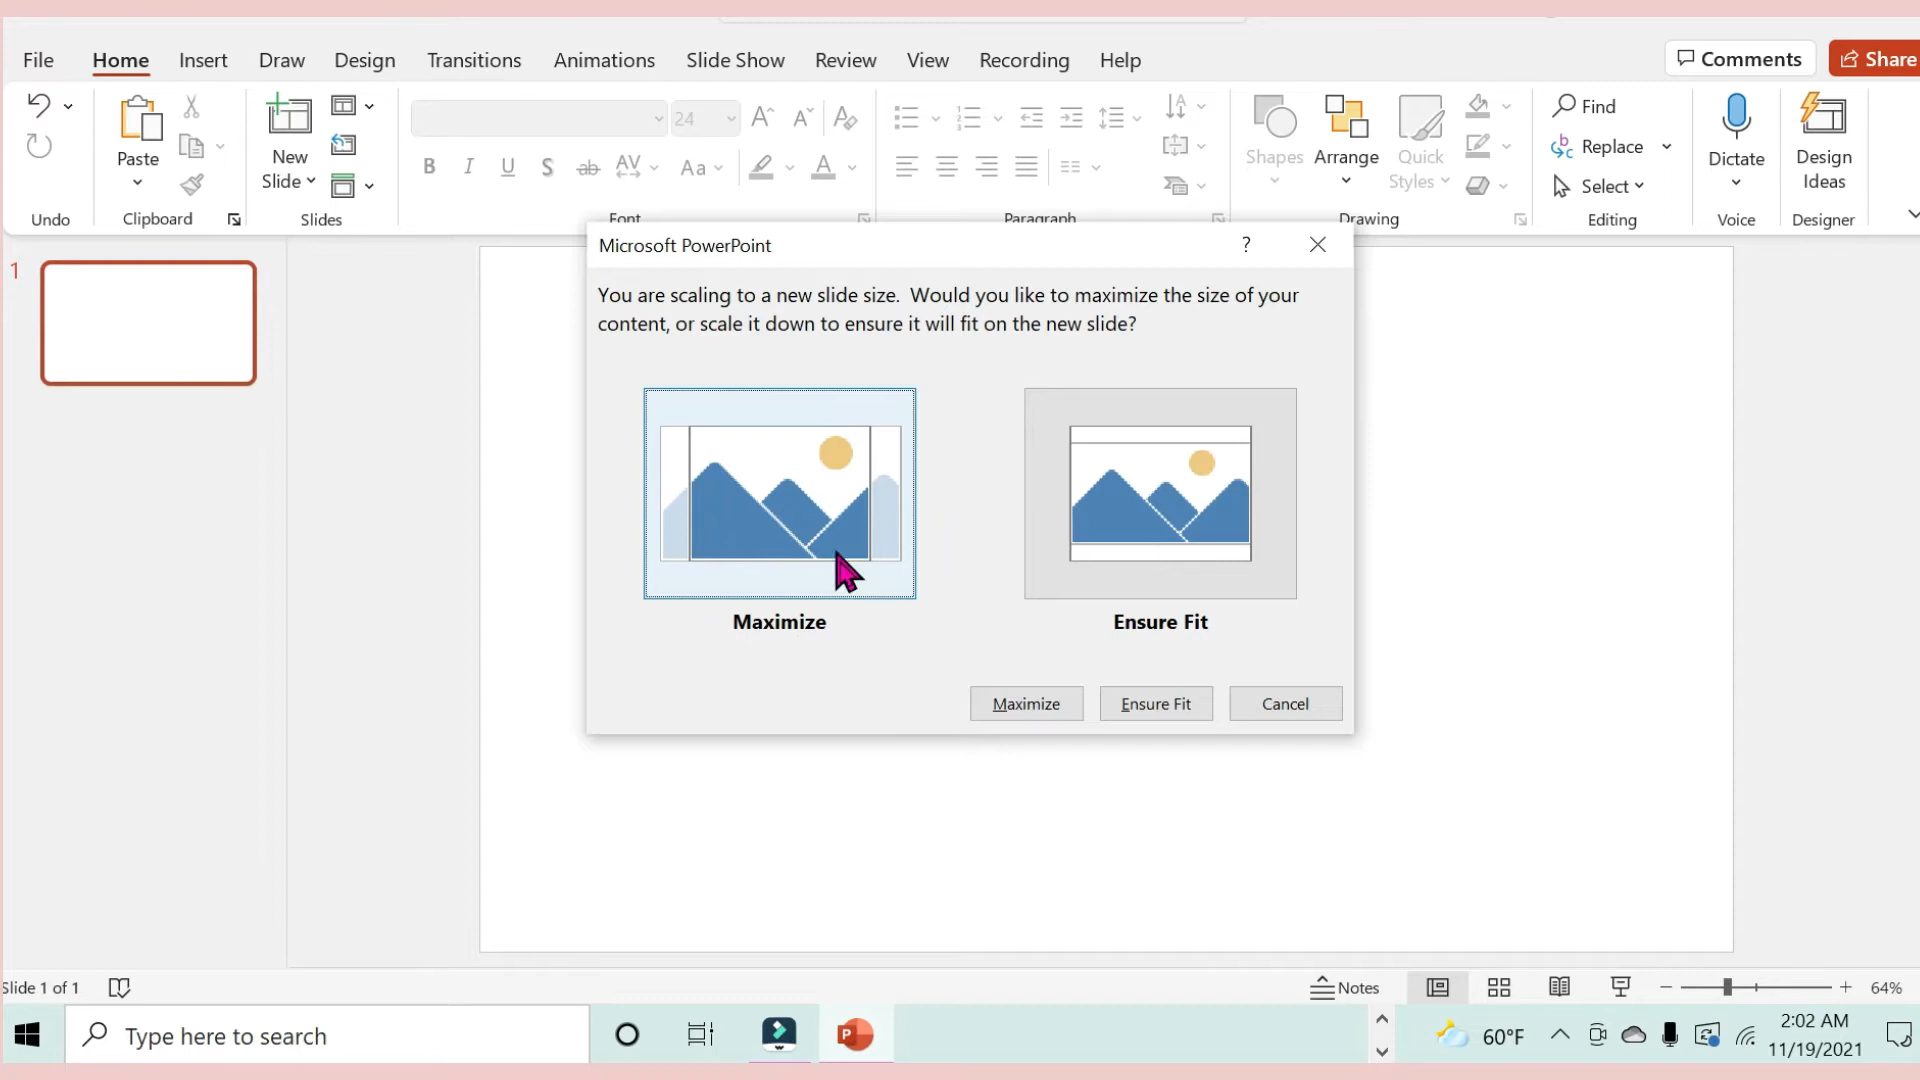 File Home Insert Draw Design Transitions Animations Slide Show Review View Recording Help Comments Share
24
Paste
New
Slide
Shapes
Arrange
Quick
Styles
Find
Replace
Select
Dictate
Design
Ideas
B I U S ab AV Aa A
Undo Clipboard Slides Font Paragraph Drawing Editing Voice Designer
1
Microsoft PowerPoint ?
You are scaling to a new slide size. Would you like to maximize the size of your
content, or scale it down to ensure it will fit on the new slide?
Maximize Ensure Fit
Maximize Ensure Fit Cancel
Slide 1 of 1 Notes 64%
Type here to search
P
60°F
2:02 AM
11/19/2021